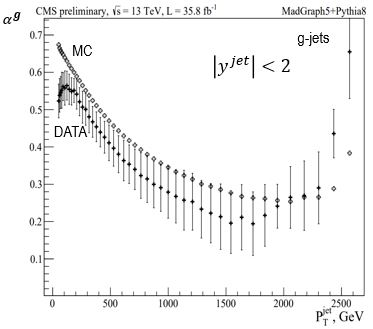 CMS preliminary, √s = 13 TeV, L = 35.8 fb⁻¹ MadGraph5+Pythia8
α^g
g-jets
MC
|y^jet| < 2
DATA
0.7
0.6
0.5
0.4
0.3
0.2
0.1
0 500 1000 1500 2000 2500
P_T^jet, GeV